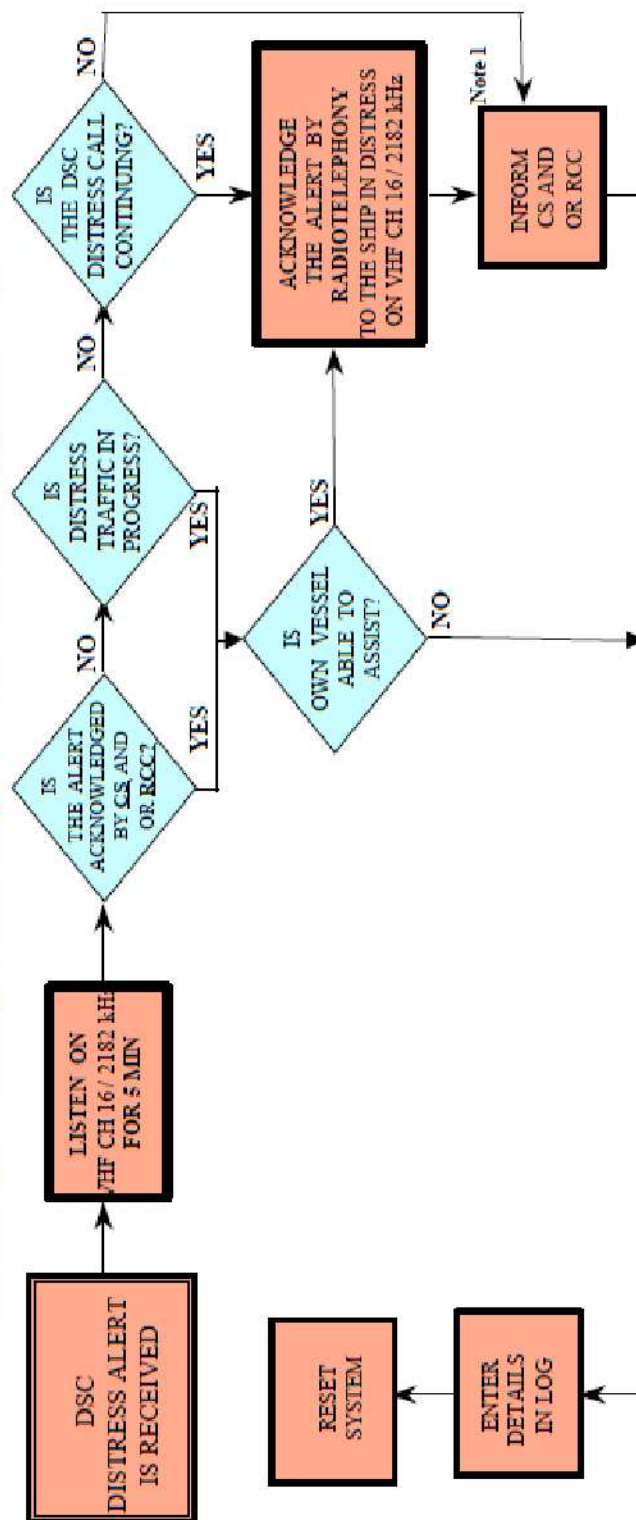 DSC
DISTRESS ALERT
IS RECEIVED
LISTEN ON
VHF CH 16 / 2182 kHz
FOR 5 MIN
IS
THE ALERT
ACKNOWLEDGED
BY CS AND
OR RCC?
NO
YES
IS
DISTRESS
TRAFFIC IN
PROGRESS?
NO
YES
IS
THE DSC
DISTRESS CALL
CONTINUING?
NO
YES
IS
OWN VESSEL
ABLE TO
ASSIST?
YES
NO
ACKNOWLEDGE
THE ALERT BY
RADIOTELEPHONY
TO THE SHIP IN DISTRESS
ON VHF CH 16 / 2182 kHz
Note 1
INFORM
CS AND
OR RCC
RESET
SYSTEM
ENTER
DETAILS
IN LOG